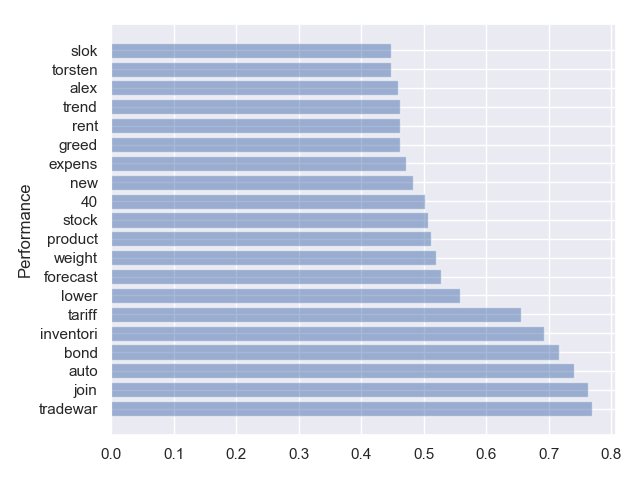 slok
torsten
alex
trend
rent
greed
expens
new
40
stock
product
weight
forecast
lower
tariff
inventori
bond
auto
join
tradewar
Performance
0.0 0.1 0.2 0.3 0.4 0.5 0.6 0.7 0.8